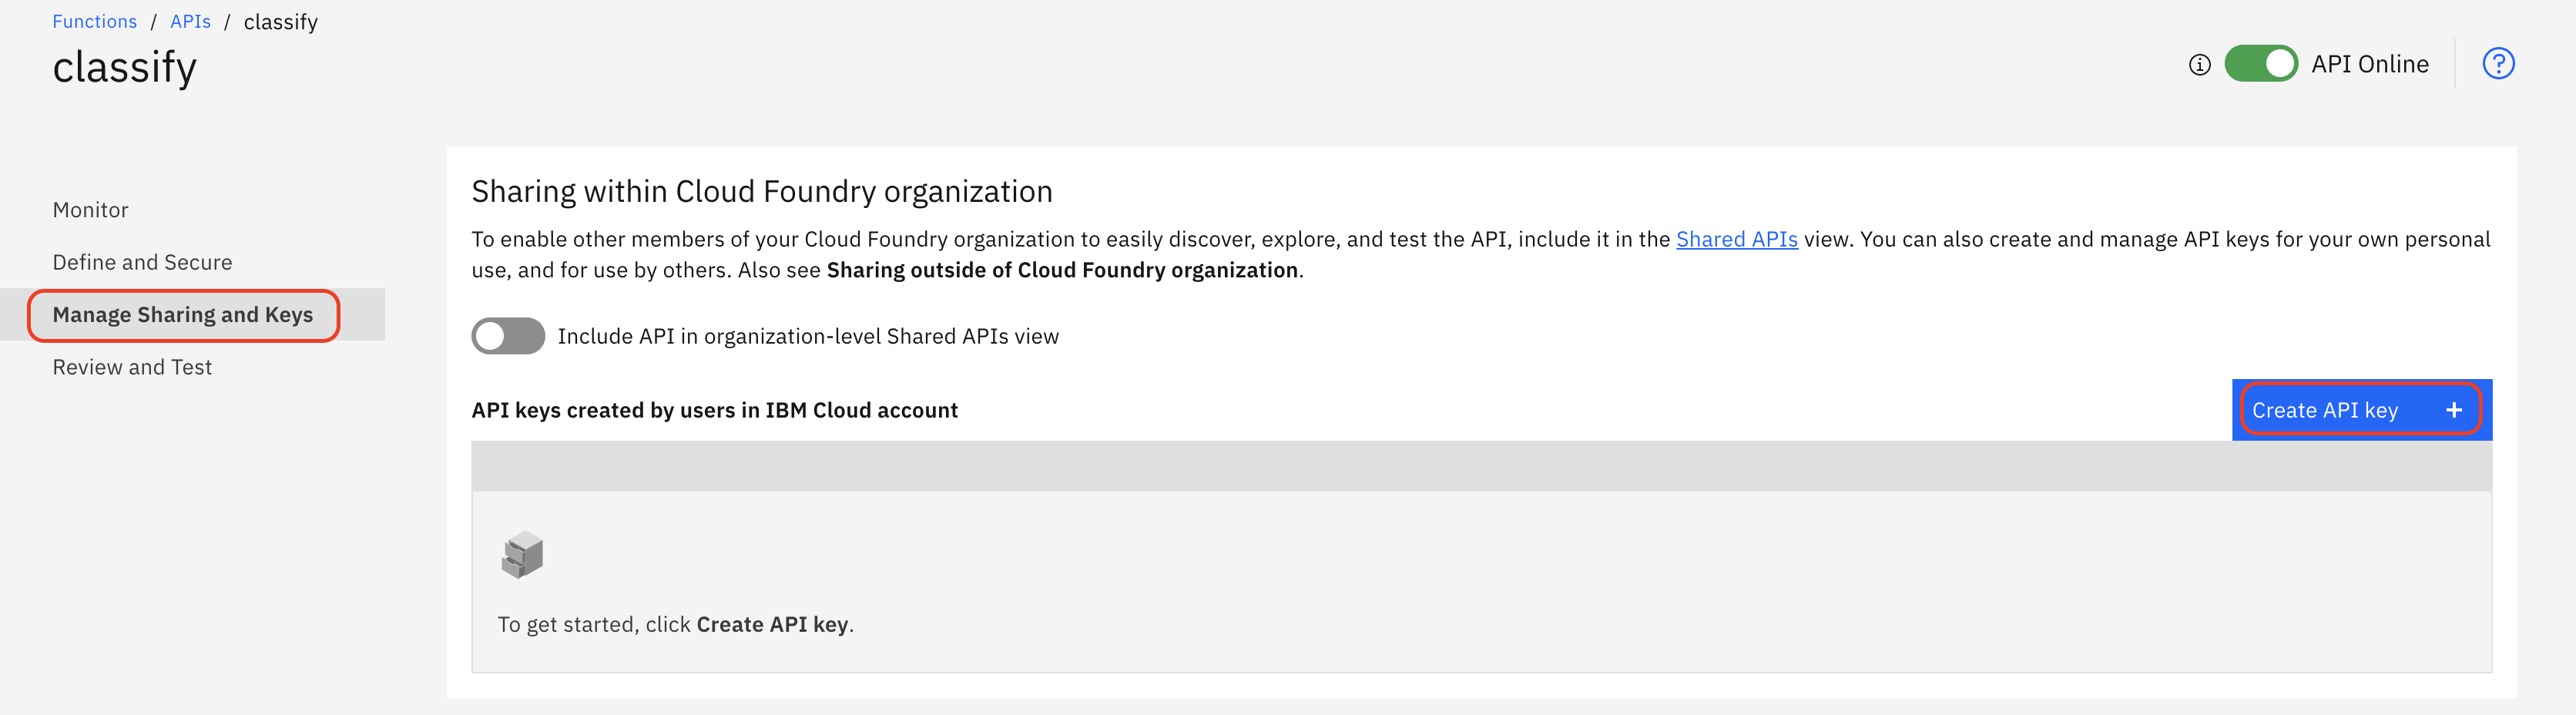 Functions / APIs / classify
classify
API Online
Monitor
Define and Secure
Manage Sharing and Keys
Review and Test
Sharing within Cloud Foundry organization
To enable other members of your Cloud Foundry organization to easily discover, explore, and test the API, include it in the Shared APIs view. You can also create and manage API keys for your own personal
use, and for use by others. Also see Sharing outside of Cloud Foundry organization.
Include API in organization-level Shared APIs view
API keys created by users in IBM Cloud account
Create API key +
To get started, click Create API key.